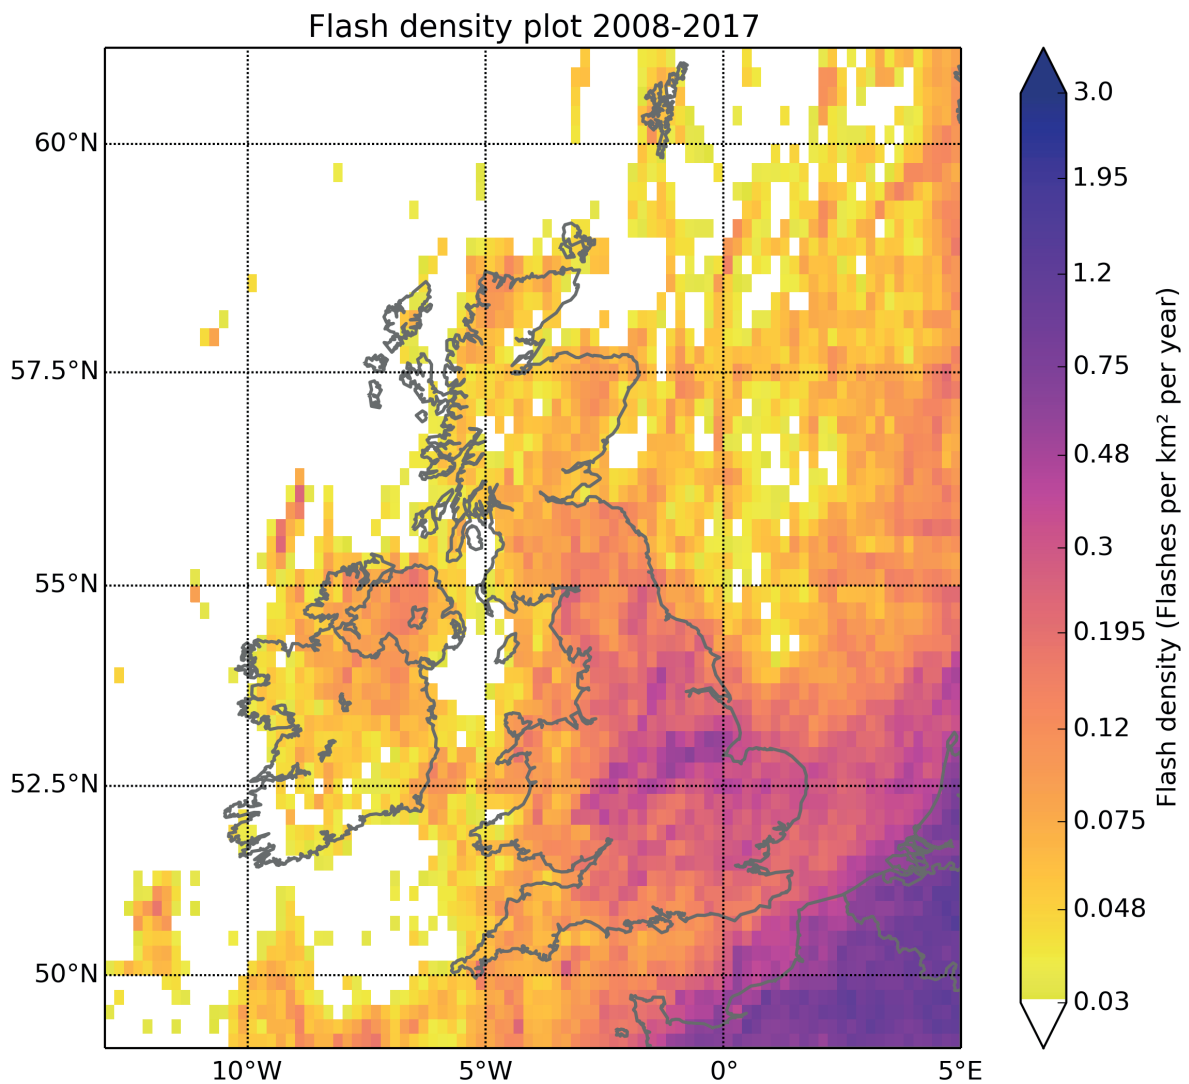 Flash density plot 2008-2017
60°N
57.5°N
55°N
52.5°N
50°N
10°W
5°W
0°
5°E
3.0
1.95
1.2
0.75
0.48
0.3
0.195
0.12
0.075
0.048
0.03
Flash density (Flashes per km² per year)